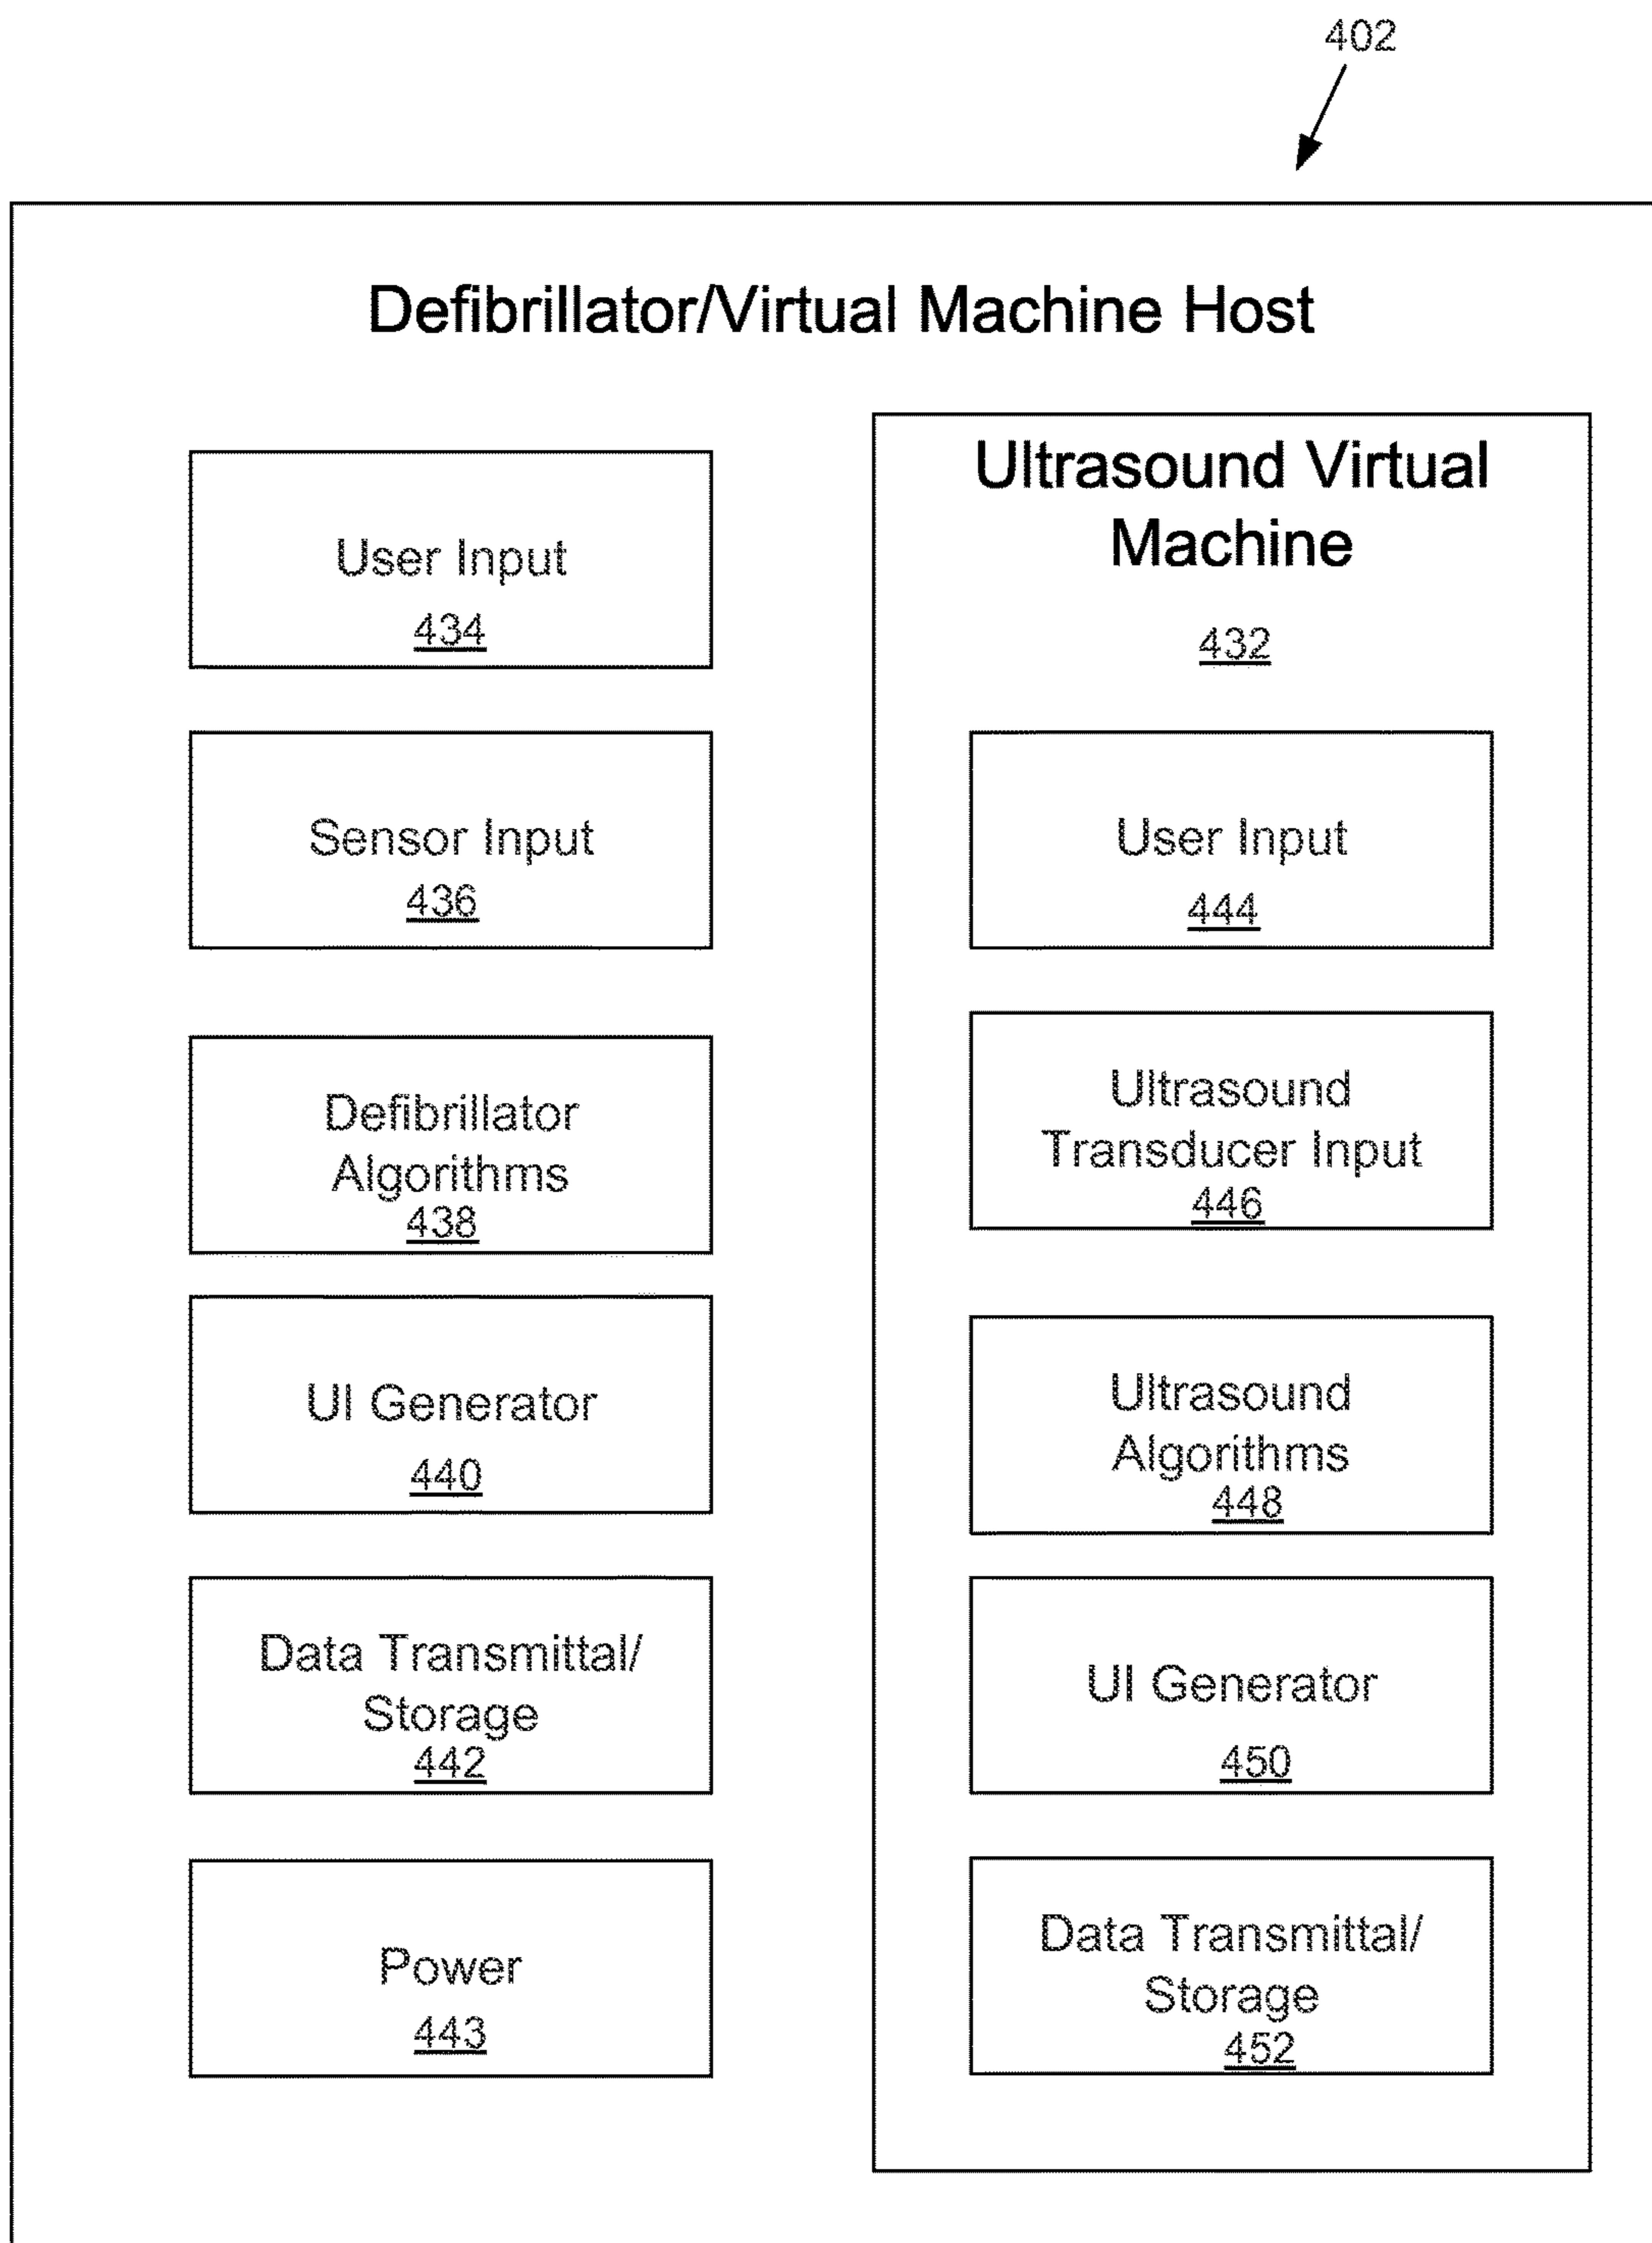 402
Defibrillator/Virtual Machine Host
User Input
434
Sensor Input
436
Defibrillator
Algorithms
438
UI Generator
440
Data Transmittal/
Storage
442
Power
443
Ultrasound Virtual
Machine
432
User Input
444
Ultrasound
Transducer Input
446
Ultrasound
Algorithms
448
UI Generator
450
Data Transmittal/
Storage
452